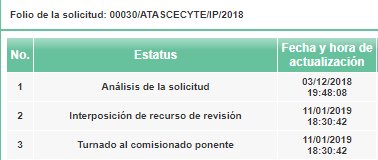 Folio de la solicitud: 00030/ATASCECYTE/IP/2018
No. Estatus Fecha y hora de
actualización
1 Análisis de la solicitud 03/12/2018
19:48:08
2 Interposición de recurso de revisión 11/01/2019
18:30:42
3 Turnado al comisionado ponente 11/01/2019
18:30:42